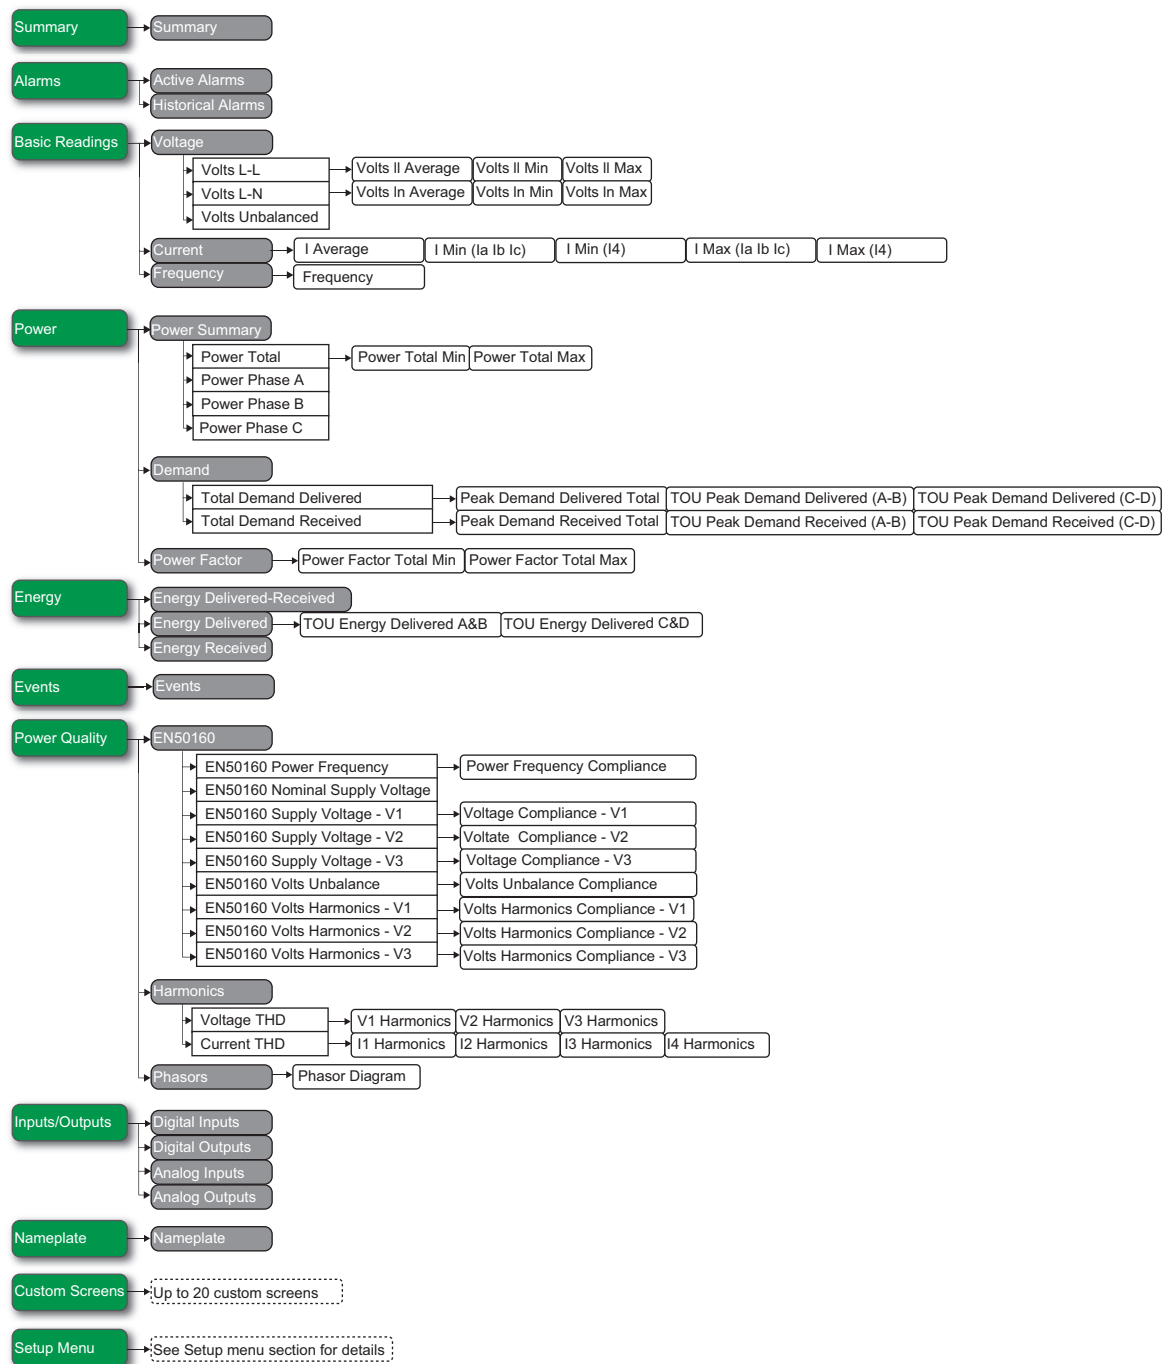 Summary
Summary
Alarms
Active Alarms
Historical Alarms
Basic Readings
Voltage
Volts L-L
Volts ll Average
Volts ll Min
Volts ll Max
Volts L-N
Volts ln Average
Volts ln Min
Volts ln Max
Volts Unbalanced
Current
I Average
I Min (Ia Ib Ic)
I Min (I4)
I Max (Ia Ib Ic)
I Max (I4)
Frequency
Frequency
Power
Power Summary
Power Total
Power Total Min
Power Total Max
Power Phase A
Power Phase B
Power Phase C
Demand
Total Demand Delivered
Peak Demand Delivered Total
TOU Peak Demand Delivered (A-B)
TOU Peak Demand Delivered (C-D)
Total Demand Received
Peak Demand Received Total
TOU Peak Demand Received (A-B)
TOU Peak Demand Received (C-D)
Power Factor
Power Factor Total Min
Power Factor Total Max
Energy
Energy Delivered-Received
Energy Delivered
TOU Energy Delivered A&B
TOU Energy Delivered C&D
Energy Received
Events
Events
Power Quality
EN50160
EN50160 Power Frequency
Power Frequency Compliance
EN50160 Nominal Supply Voltage
EN50160 Supply Voltage - V1
Voltage Compliance - V1
EN50160 Supply Voltage - V2
Voltate Compliance - V2
EN50160 Supply Voltage - V3
Voltage Compliance - V3
EN50160 Volts Unbalance
Volts Unbalance Compliance
EN50160 Volts Harmonics - V1
Volts Harmonics Compliance - V1
EN50160 Volts Harmonics - V2
Volts Harmonics Compliance - V2
EN50160 Volts Harmonics - V3
Volts Harmonics Compliance - V3
Harmonics
Voltage THD
V1 Harmonics
V2 Harmonics
V3 Harmonics
Current THD
I1 Harmonics
I2 Harmonics
I3 Harmonics
I4 Harmonics
Phasors
Phasor Diagram
Inputs/Outputs
Digital Inputs
Digital Outputs
Analog Inputs
Analog Outputs
Nameplate
Nameplate
Custom Screens
Up to 20 custom screens
Setup Menu
See Setup menu section for details